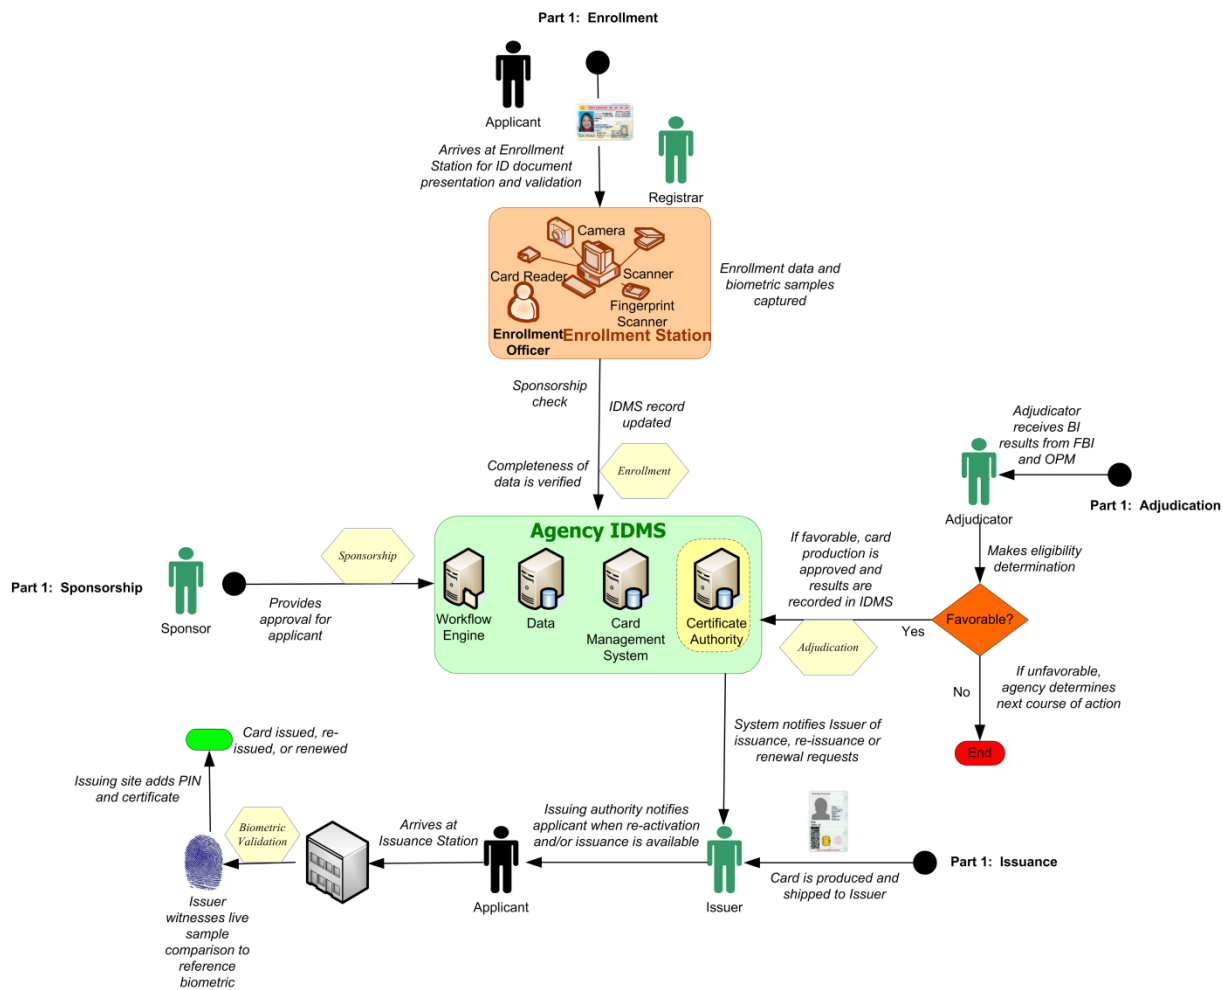 Part 1:  Enrollment
Applicant
Arrives at Enrollment
Station for ID document
presentation and validation
Registrar
Camera
Card Reader
Scanner
Fingerprint
Scanner
Enrollment
Officer
Enrollment Station
Enrollment data and
biometric samples
captured
Sponsorship
check
IDMS record
updated
Completeness of
data is verified
Enrollment
Adjudicator
receives BI
results from FBI
and OPM
Part 1:  Adjudication
Adjudicator
Makes eligibility
determination
Agency IDMS
Workflow
Engine
Data
Card
Management
System
Certificate
Authority
Part 1:  Sponsorship
Sponsor
Sponsorship
Provides
approval for
applicant
If favorable, card
production is
approved and
results are
recorded in IDMS
Yes
Adjudication
Favorable?
No
If unfavorable,
agency determines
next course of action
End
System notifies Issuer of
issuance, re-issuance or
renewal requests
Card issued, re-
issued, or renewed
Issuing site adds PIN
and certificate
Biometric
Validation
Arrives at
Issuance Station
Issuing authority notifies
applicant when re-activation
and/or issuance is available
Part 1:  Issuance
Card is produced and
shipped to Issuer
Issuer
Applicant
Issuer
witnesses live
sample
comparison to
reference
biometric